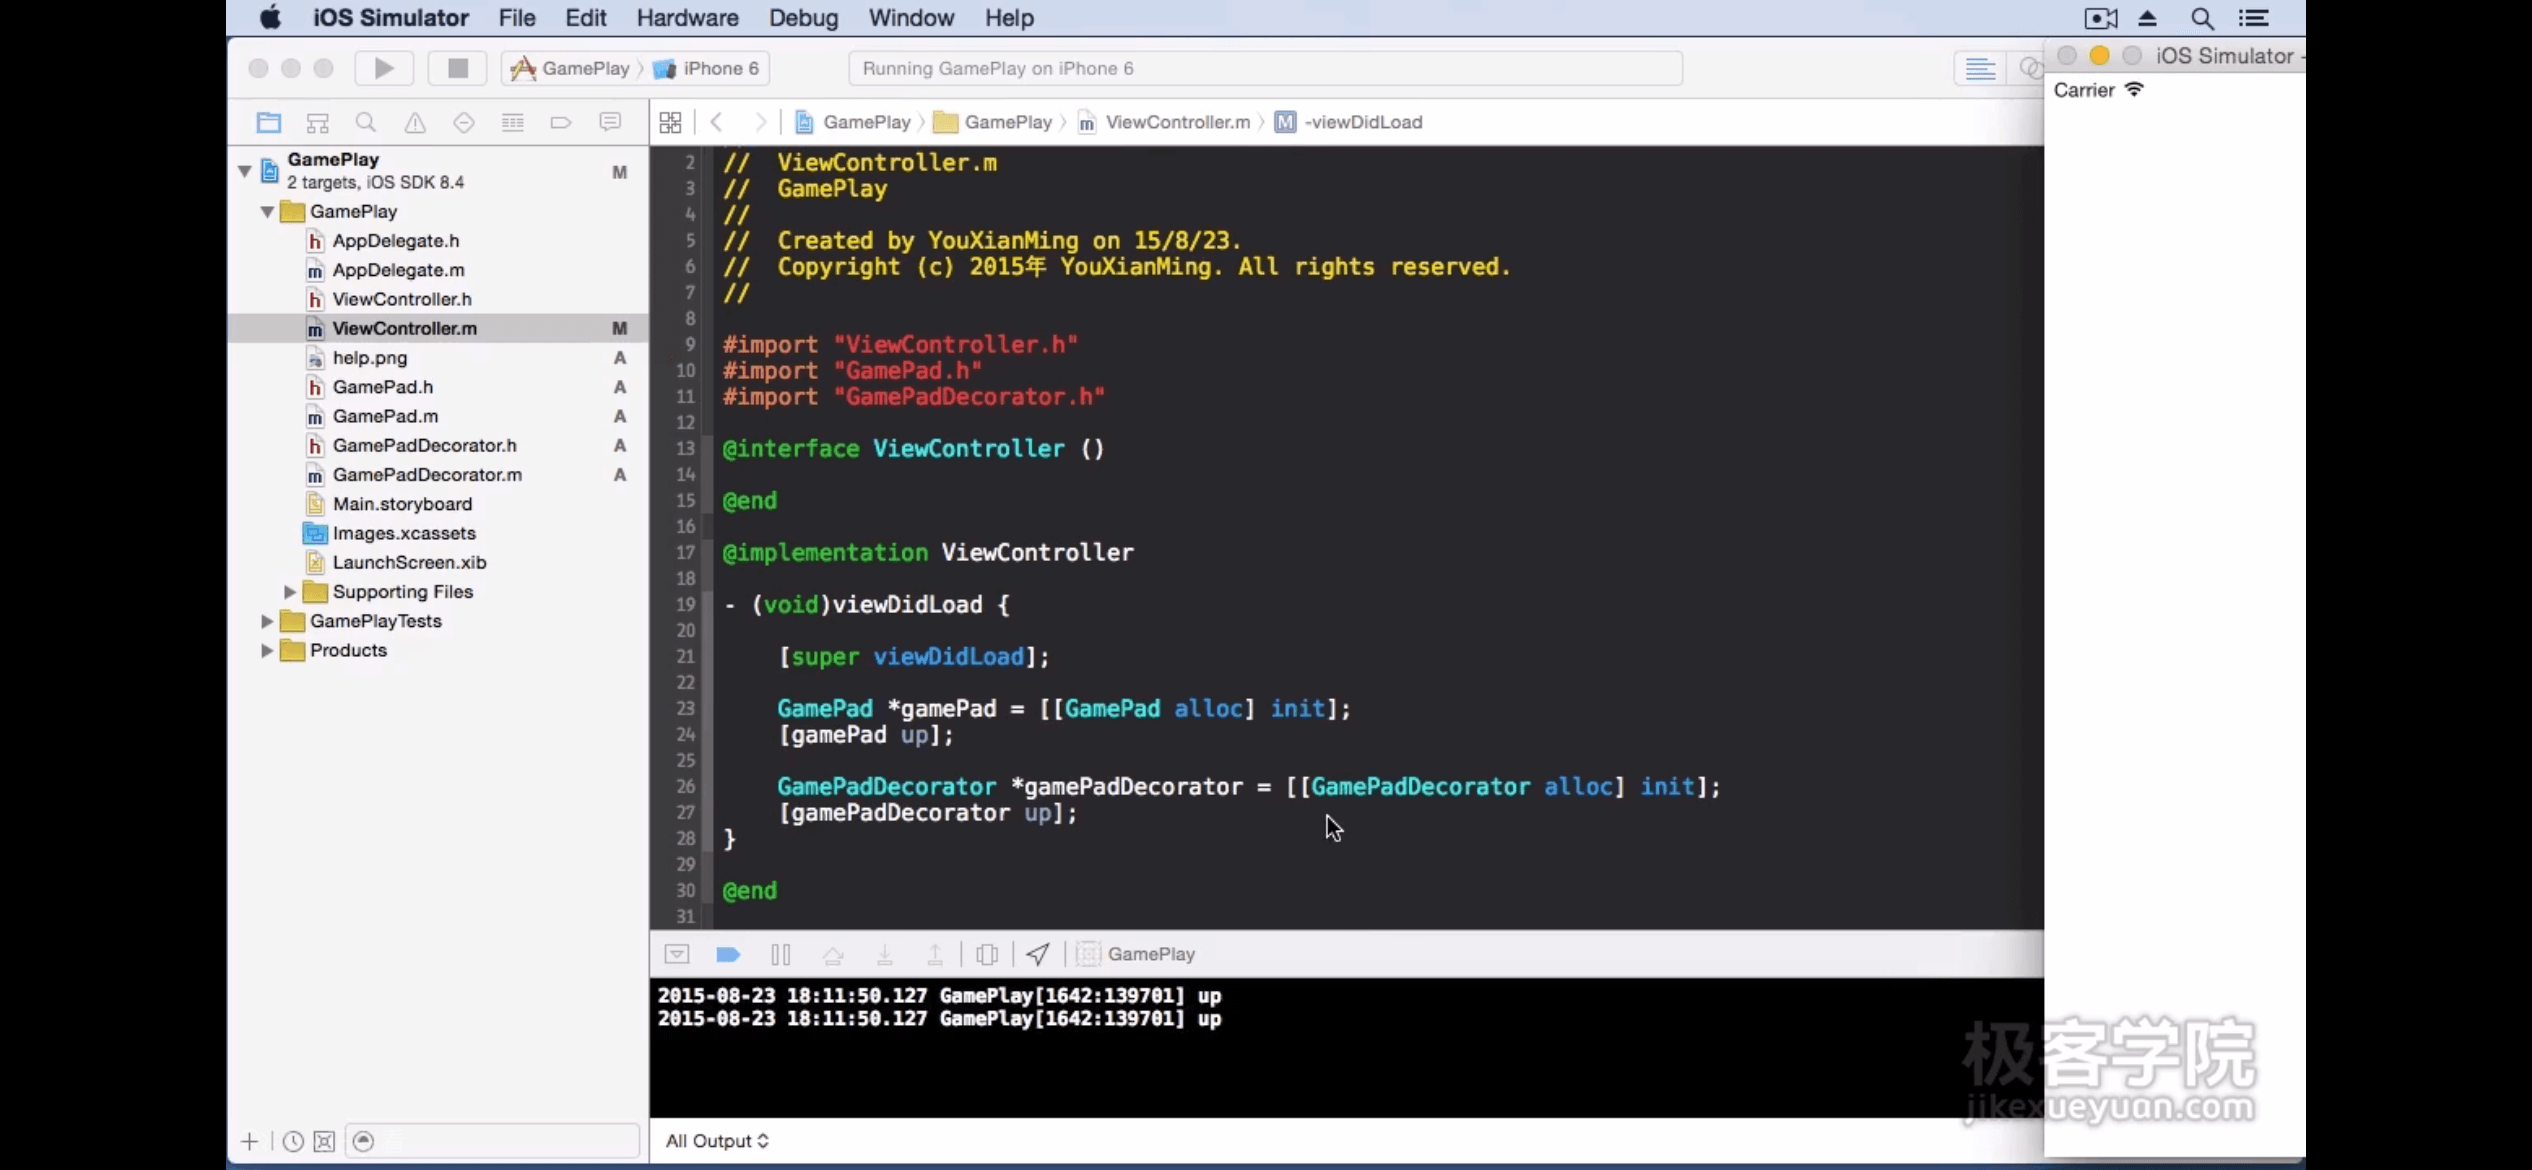 iOS Simulator File Edit Hardware Debug Window Help
GamePlay iPhone 6
Running GamePlay on iPhone 6
iOS Simulator -
Carrier
GamePlay GamePlay ViewController.m M -viewDidLoad
GamePlay
2 targets, iOS SDK 8.4 M
GamePlay
h AppDelegate.h
m AppDelegate.m
h ViewController.h
m ViewController.m M
help.png A
h GamePad.h A
m GamePad.m A
h GamePadDecorator.h A
m GamePadDecorator.m A
Main.storyboard
Images.xcassets
LaunchScreen.xib
Supporting Files
GamePlayTests
Products
2 // ViewController.m
3 // GamePlay
4 //
5 // Created by YouXianMing on 15/8/23.
6 // Copyright (c) 2015年 YouXianMing. All rights reserved.
7 //
8
9 #import "ViewController.h"
10 #import "GamePad.h"
11 #import "GamePadDecorator.h"
12
13 @interface ViewController ()
14
15 @end
16
17 @implementation ViewController
18
19 - (void)viewDidLoad {
20
21 [super viewDidLoad];
22
23 GamePad *gamePad = [[GamePad alloc] init];
24 [gamePad up];
25
26 GamePadDecorator *gamePadDecorator = [[GamePadDecorator alloc] init];
27 [gamePadDecorator up];
28 }
29
30 @end
31
GamePlay
2015-08-23 18:11:50.127 GamePlay[1642:139701] up
2015-08-23 18:11:50.127 GamePlay[1642:139701] up
All Output
极客学院
jikexueyuan.com